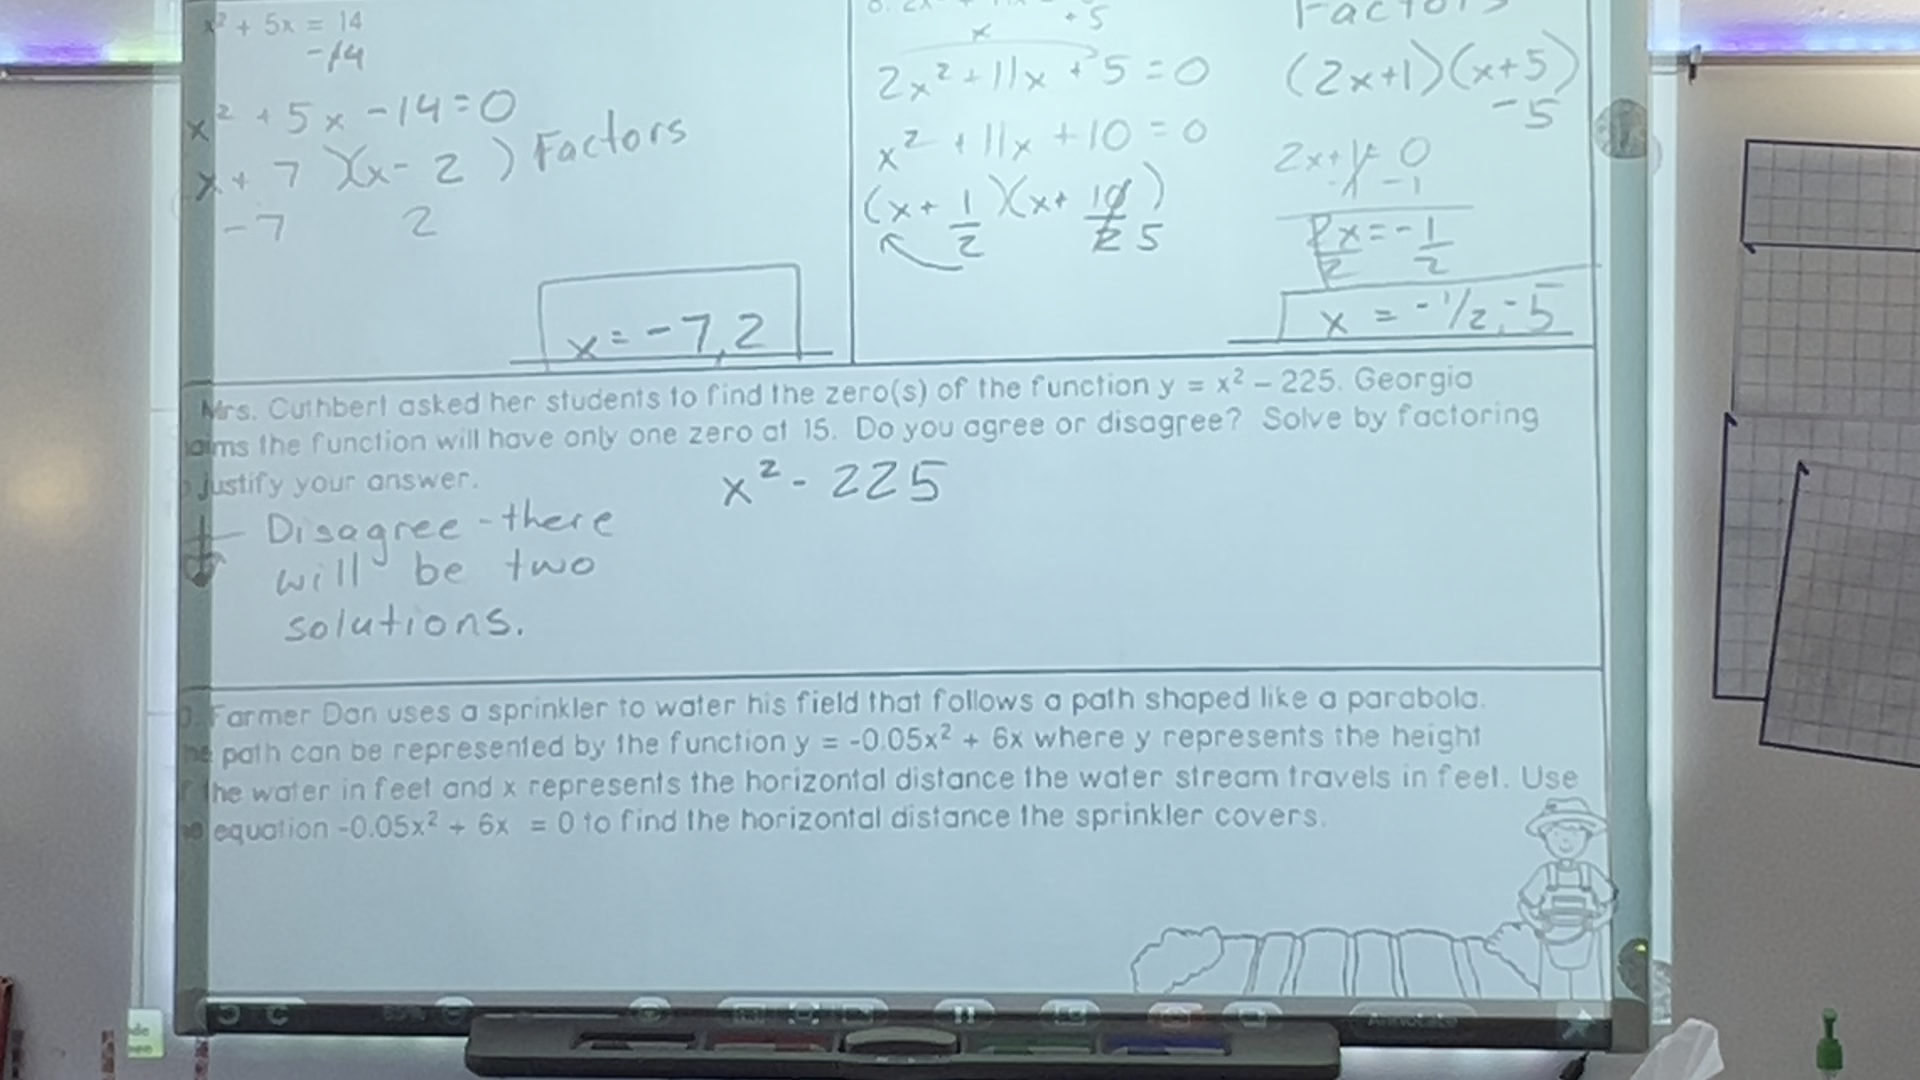 x² + 5x = 14
-14
x² + 5x - 14 = 0
x + 7 )(x - 2 ) Factors
-7 2
x = -7, 2
x + 5
2x² + 11x + 5 = 0
x² + 11x + 10 = 0
(x + 1/2 )(x + 10/2 )
5
Factors
(2x+1)(x+5)
-5
2x+1 = 0
-1 -1
2x = -1
2 2
x = -1/2, -5
Mrs. Cuthbert asked her students to find the zero(s) of the function y = x² – 225. Georgia
the function will have only one zero at 15. Do you agree or disagree? Solve by factoring
justify your answer.
x² - 225
Disagree - there
will be two
solutions.
Farmer Dan uses a sprinkler to water his field that follows a path shaped like a parabola.
path can be represented by the function y = -0.05x² + 6x where y represents the height
the water in feet and x represents the horizontal distance the water stream travels in feet. Use
equation -0.05x² + 6x = 0 to find the horizontal distance the sprinkler covers.